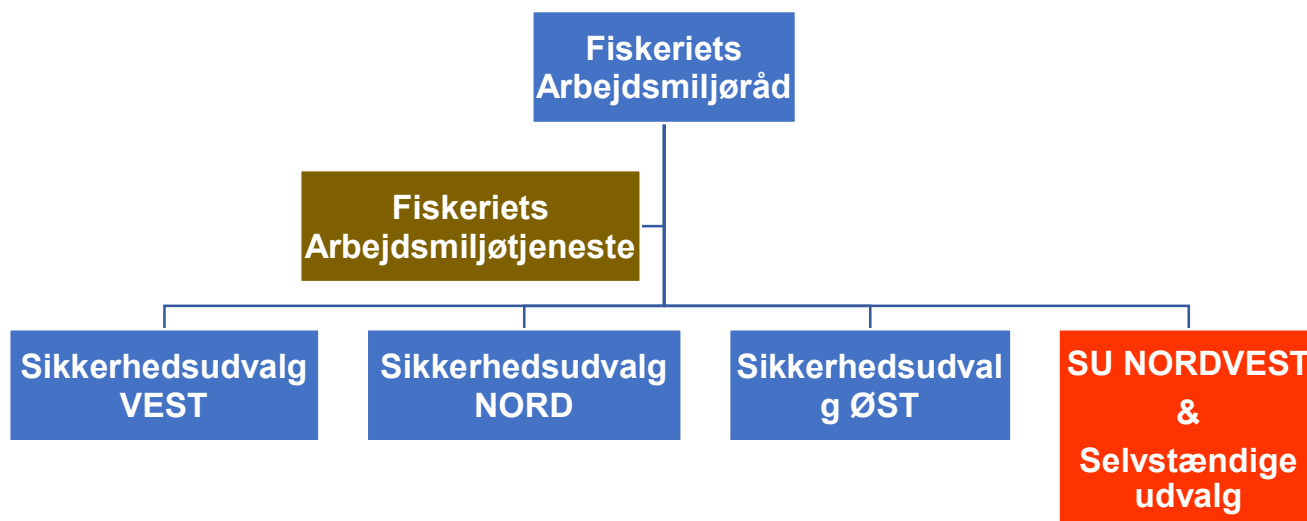 Fiskeriets
Arbejdsmiljøråd
Fiskeriets
Arbejdsmiljøtjeneste
Sikkerhedsudvalg
VEST
Sikkerhedsudvalg
NORD
Sikkerhedsudval
g ØST
SU NORDVEST
&
Selvstændige
udvalg